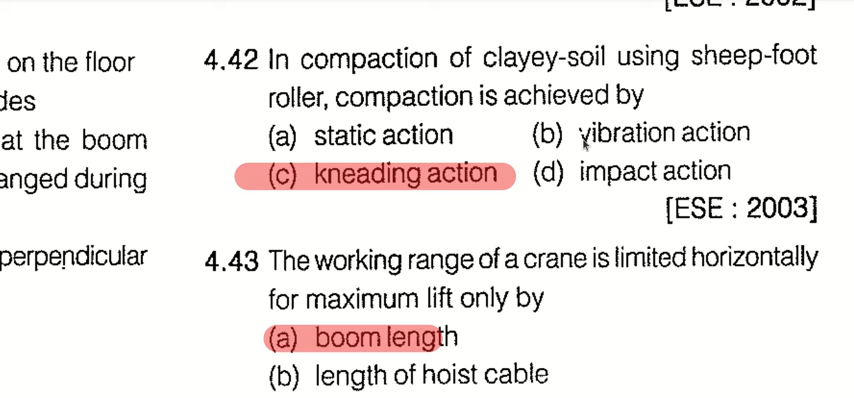 [ESE : 2002]
on the floor
des
at the boom
anged during
perpendicular
4.42 In compaction of clayey-soil using sheep-foot
roller, compaction is achieved by
(a) static action (b) vibration action
(c) kneading action (d) impact action
[ESE : 2003]
4.43 The working range of a crane is limited horizontally
for maximum lift only by
(a) boom length
(b) length of hoist cable